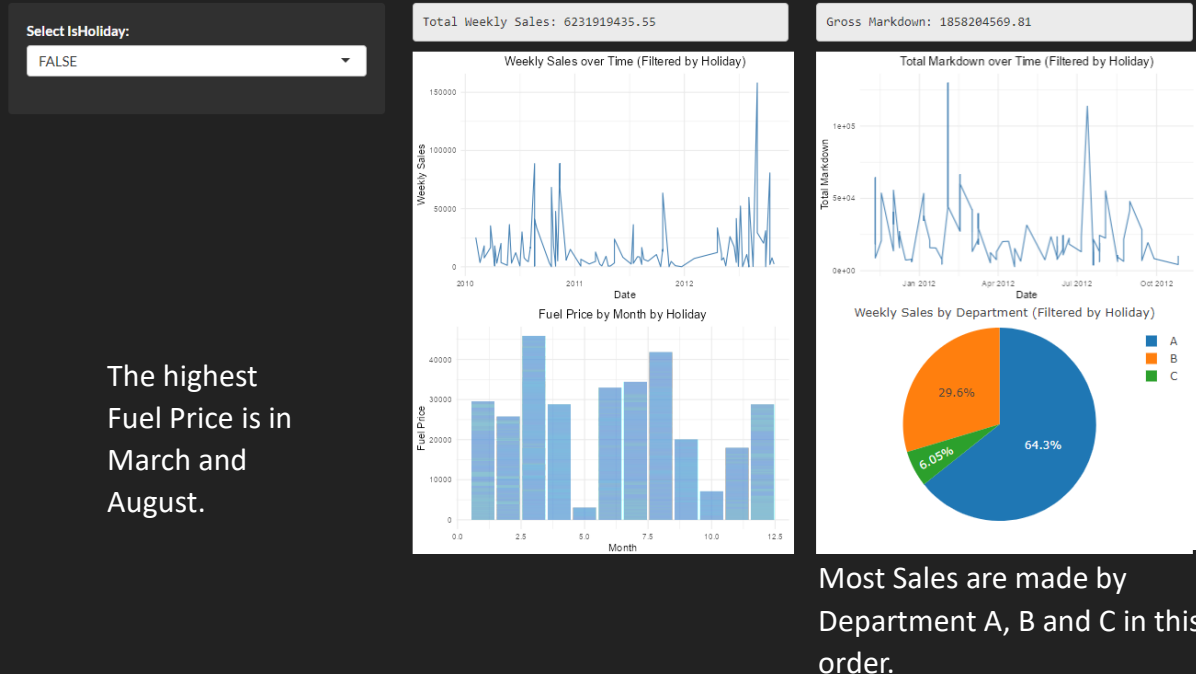 Select IsHoliday:
FALSE
Total Weekly Sales: 6231919435.55
Gross Markdown: 1858204569.81
Weekly Sales over Time (Filtered by Holiday)
150000
100000
50000
0
Weekly Sales
2010
2011
2012
Date
Total Markdown over Time (Filtered by Holiday)
1e+05
5e+04
0e+00
Total Markdown
Jan 2012
Apr 2012
Jul 2012
Oct 2012
Date
Fuel Price by Month by Holiday
40000
30000
20000
10000
0
Fuel Price
0.0
2.5
5.0
7.5
10.0
12.5
Month
Weekly Sales by Department (Filtered by Holiday)
A
B
C
29.6%
64.3%
6.05%
The highest
Fuel Price is in
March and
August.
Most Sales are made by
Department A, B and C in this
order.